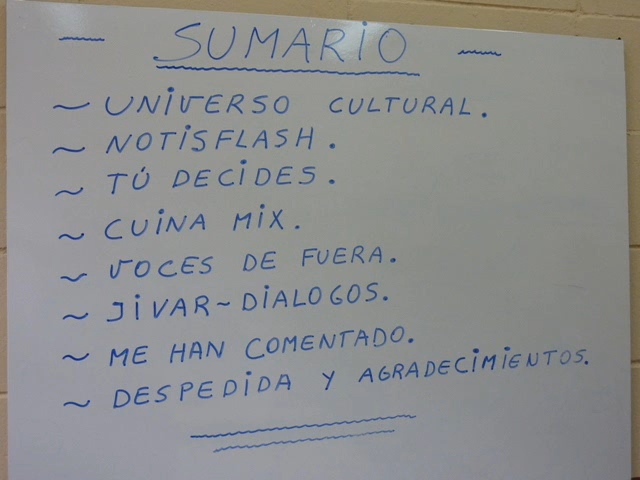 — SUMARIO —
~ UNIVERSO CULTURAL.
~ NOTISFLASH.
~ TÚ DECIDES.
~ CUINA MIX.
~ VOCES DE FUERA.
~ JIVAR~DIALOGOS.
~ ME HAN COMENTADO.
~ DESPEDIDA Y AGRADECIMIENTOS.